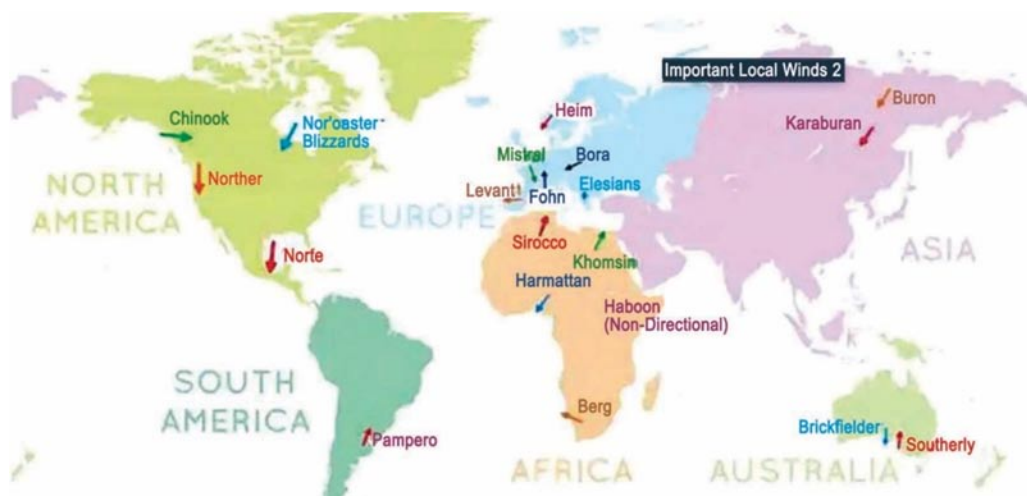 Important Local Winds 2
Buron
Chinook
Nor'oaster
Blizzards
Heim
Karaburan
Mistral
Bora
NORTH
AMERICA
Norther
Levant
Fohn
Elesians
EUROPE
ASIA
Norte
Sirocco
Khomsin
Harmattan
Haboon
(Non-Directional)
SOUTH
AMERICA
Berg
Pampero
Brickfielder
Southerly
AFRICA
AUSTRALIA